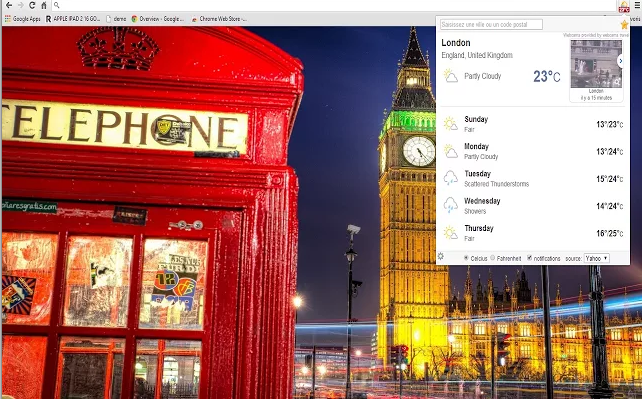 Google Apps
APPLE IPAD 2 16 GO...
demo
Overview - Google...
Chrome Web Store -...
23°C
Saisissez une ville ou un code postal
Webcams provided by webcams.travel
London
England, United Kingdom
Partly Cloudy
23°C
London
il y a 15 minutes
Sunday
Fair
13°/23°C
Monday
Partly Cloudy
13°/24°C
Tuesday
Scattered Thunderstorms
15°/24°C
Wednesday
Showers
14°/24°C
Thursday
Fair
16°/25°C
Celcius
Fahrenheit
notifications
source:
Yahoo
TELEPHONE